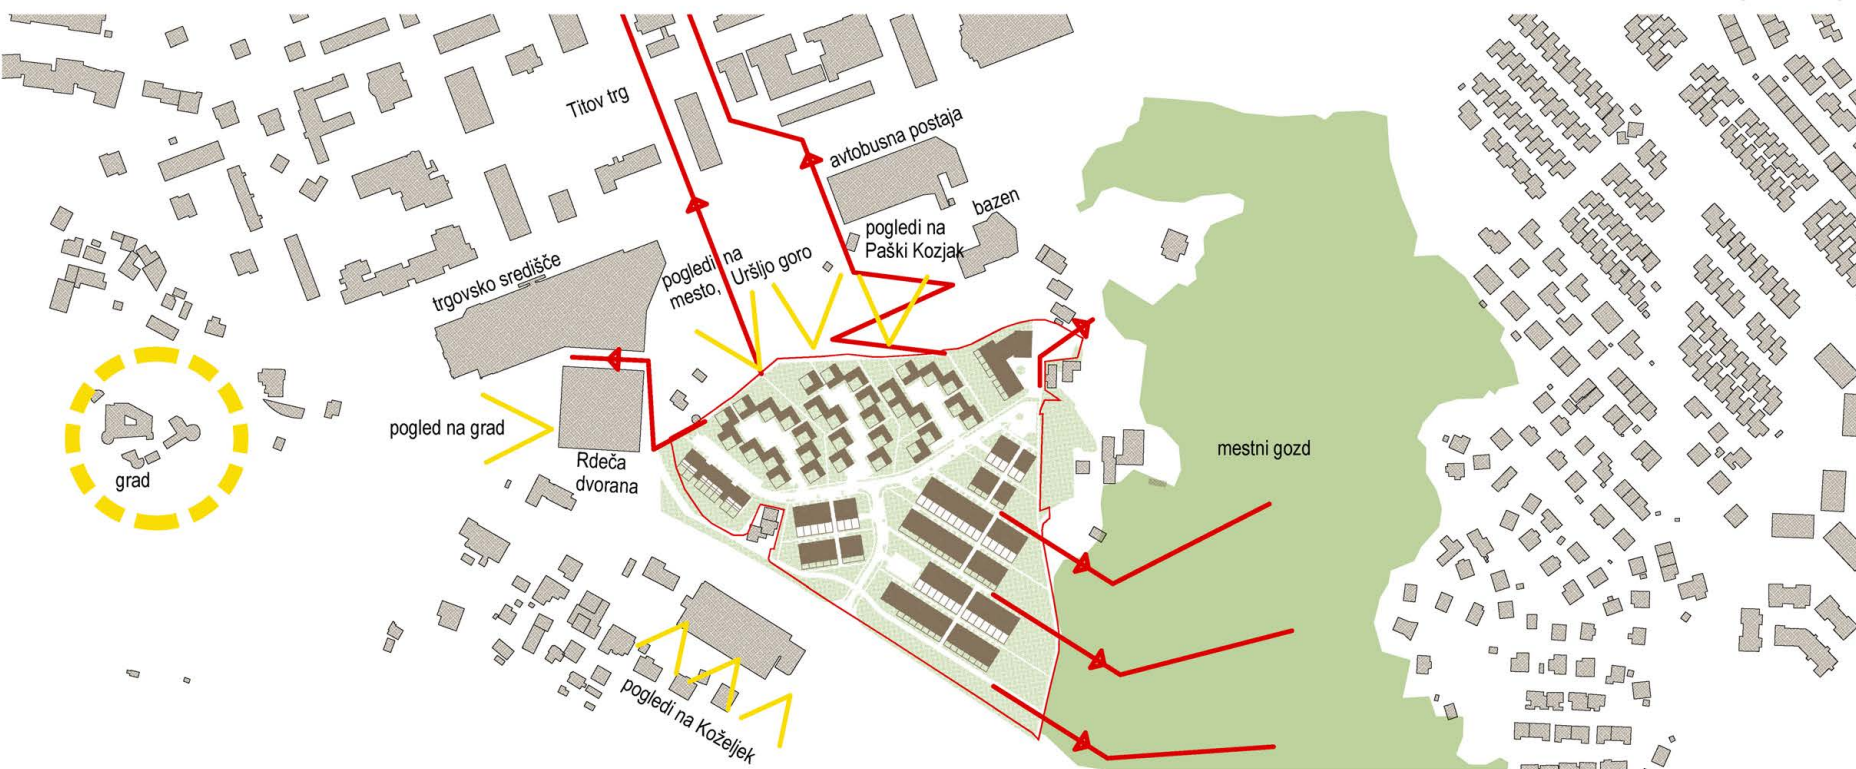 Titov trg
avtobusna postaja
bazen
pogledi na
Paški Kozjak
trgovsko središče
pogledi na
mesto, Uršljo goro
pogled na grad
Rdeča
dvorana
grad
mestni gozd
pogledi na Koželjek